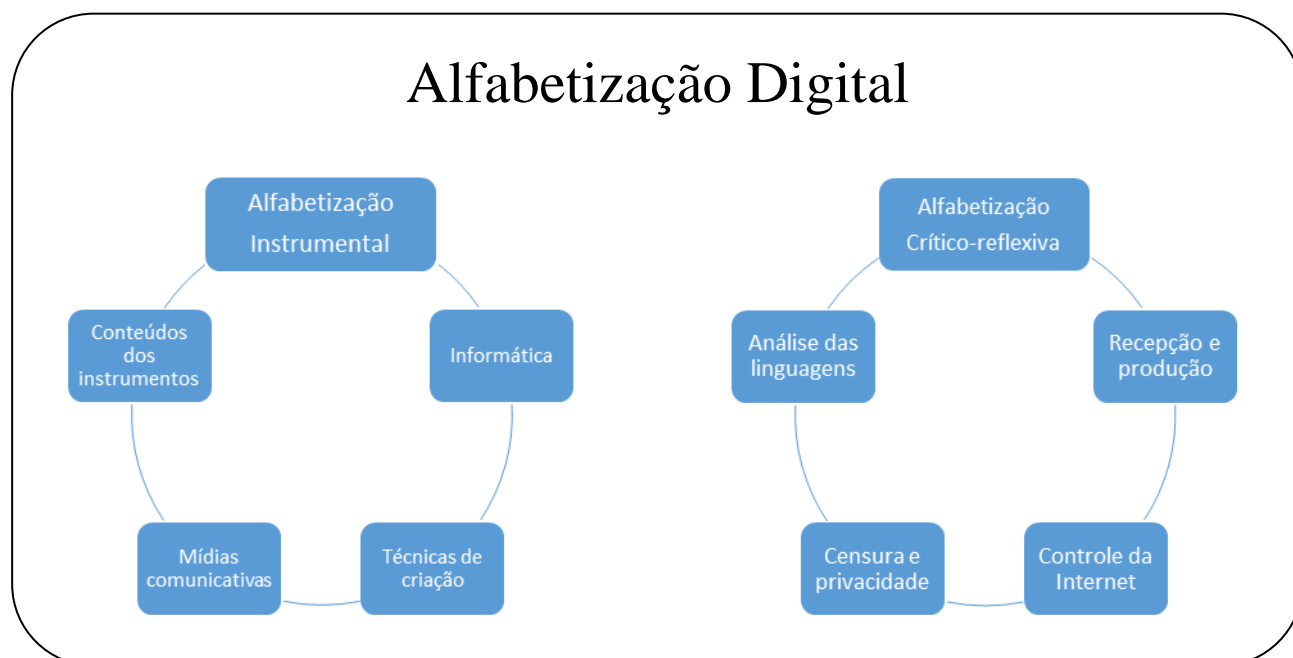 Alfabetização Digital
Alfabetização
Instrumental
Informática
Técnicas de
criação
Mídias
comunicativas
Conteúdos
dos
instrumentos
Alfabetização
Crítico-reflexiva
Recepção e
produção
Controle da
Internet
Censura e
privacidade
Análise das
linguagens